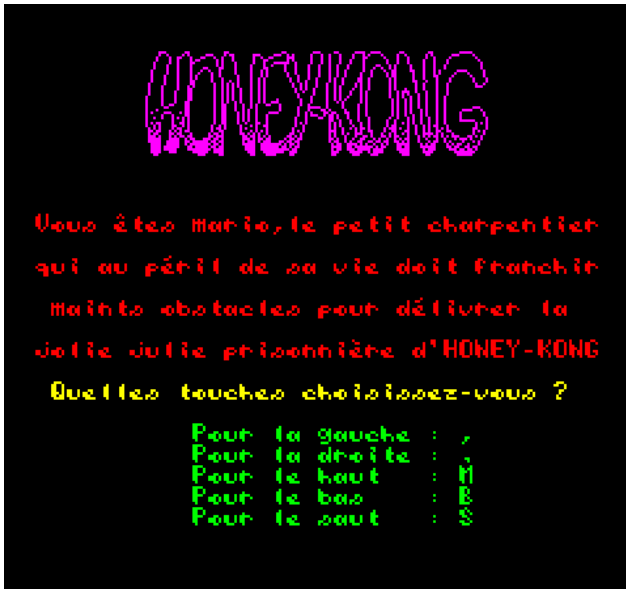 HONEY-KONG
Vous êtes mario,le petit charpentier
qui au péril de sa vie doit franchir
maints obstacles pour délivrer la
jolie julie prisonnière d'HONEY-KONG
Quelles touches choisissez-vous ?
Pour la gauche : ,
Pour la droite : .
Pour le haut : M
Pour le bas : B
Pour le saut : S